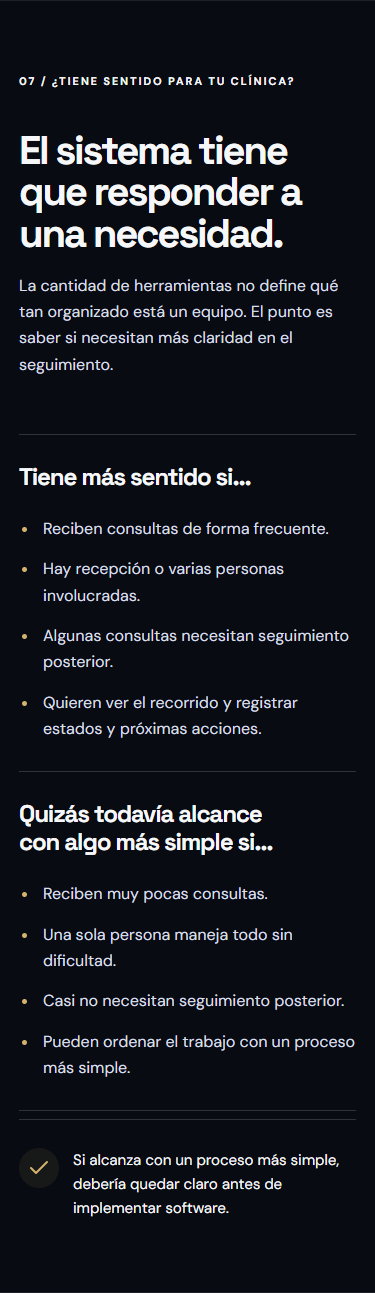 07 / ¿TIENE SENTIDO PARA TU CLÍNICA?
El sistema tiene
que responder a
una necesidad.
La cantidad de herramientas no define qué
tan organizado está un equipo. El punto es
saber si necesitan más claridad en el
seguimiento.
Tiene más sentido si...
Reciben consultas de forma frecuente.
Hay recepción o varias personas
involucradas.
Algunas consultas necesitan seguimiento
posterior.
Quieren ver el recorrido y registrar
estados y próximas acciones.
Quizás todavía alcance
con algo más simple si...
Reciben muy pocas consultas.
Una sola persona maneja todo sin
dificultad.
Casi no necesitan seguimiento posterior.
Pueden ordenar el trabajo con un proceso
más simple.
Si alcanza con un proceso más simple,
debería quedar claro antes de
implementar software.